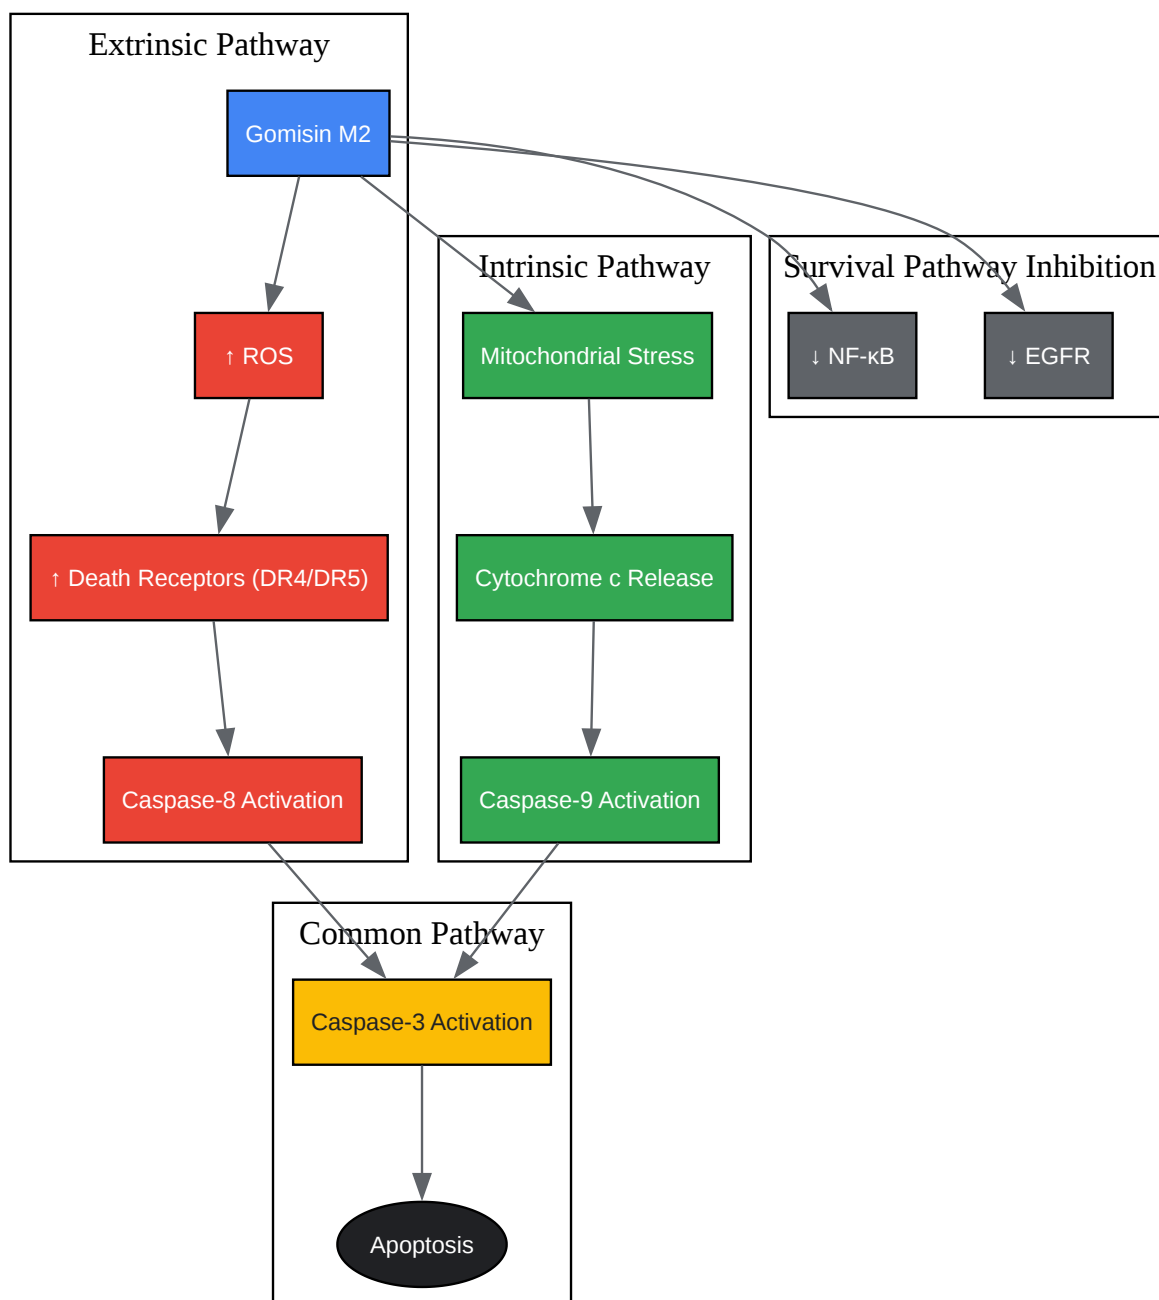 Extrinsic Pathway
Gomisin M2
Intrinsic Pathway
Survival Pathway Inhibition
↑ ROS
Mitochondrial Stress
↓ NF-κB
↓ EGFR
↑ Death Receptors (DR4/DR5)
Cytochrome c Release
Caspase-8 Activation
Caspase-9 Activation
Common Pathway
Caspase-3 Activation
Apoptosis